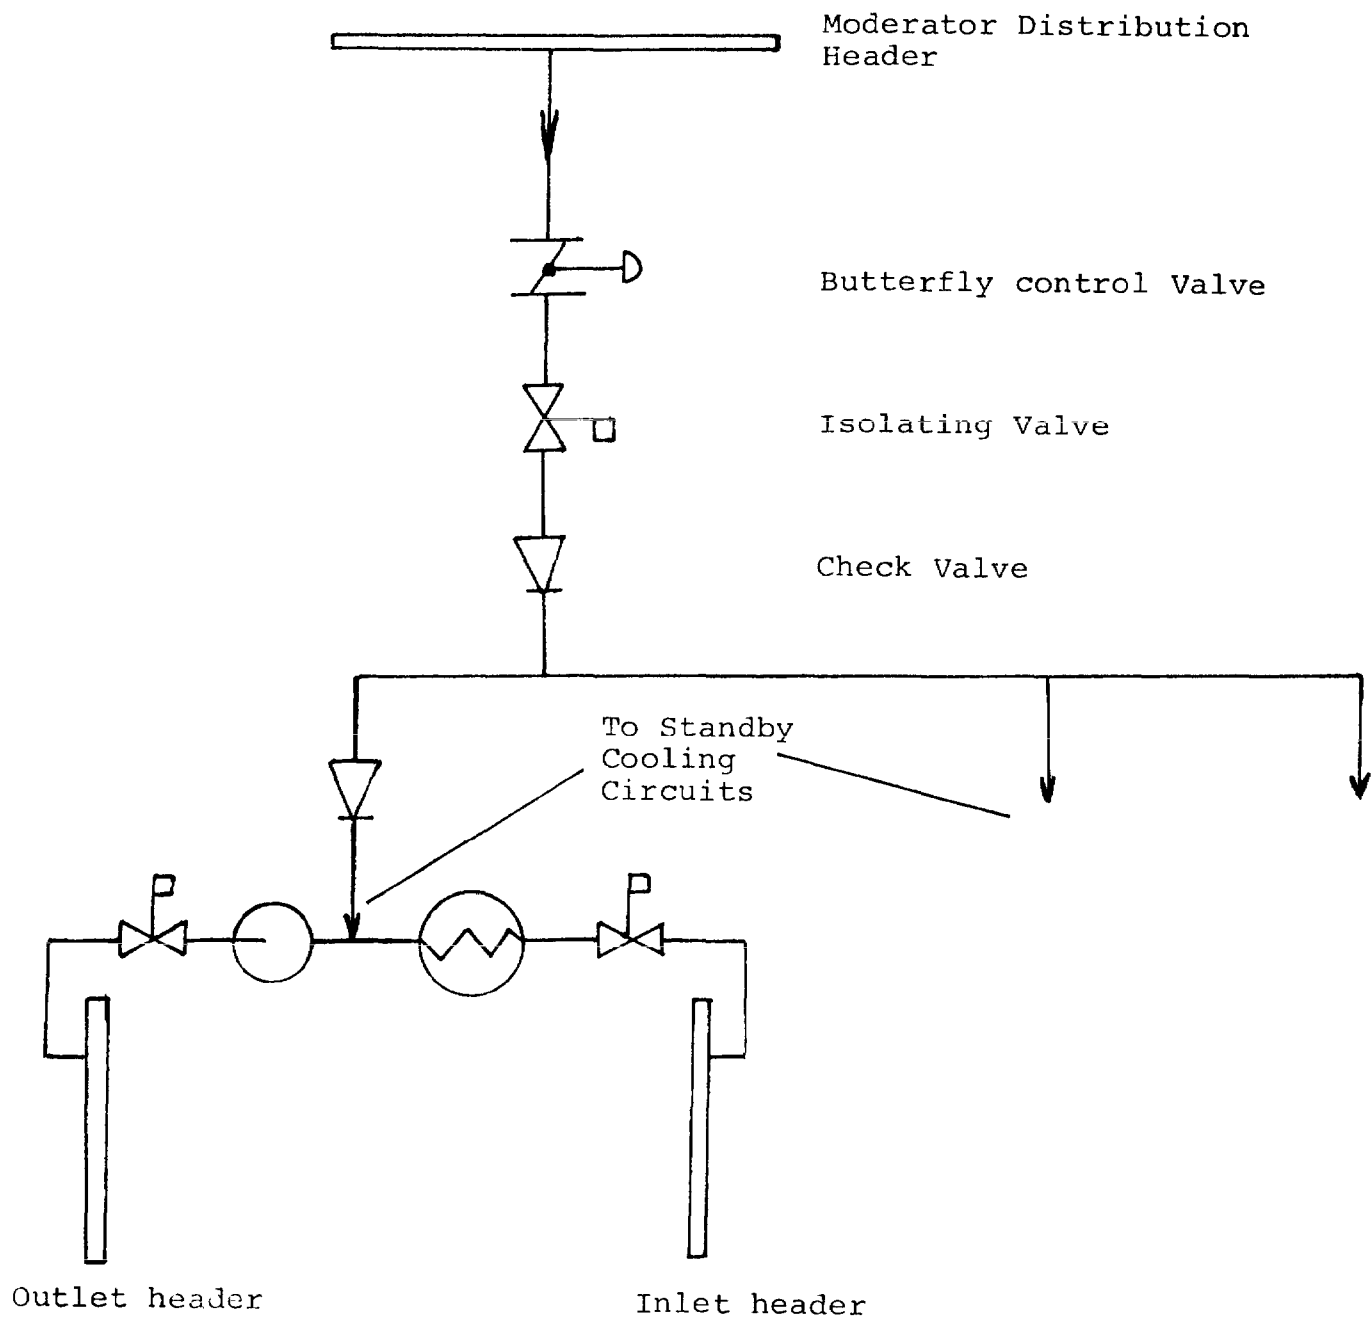 Moderator Distribution
Header
Butterfly control Valve
Isolating Valve
Check Valve
To Standby
Cooling
Circuits
Outlet header
Inlet header